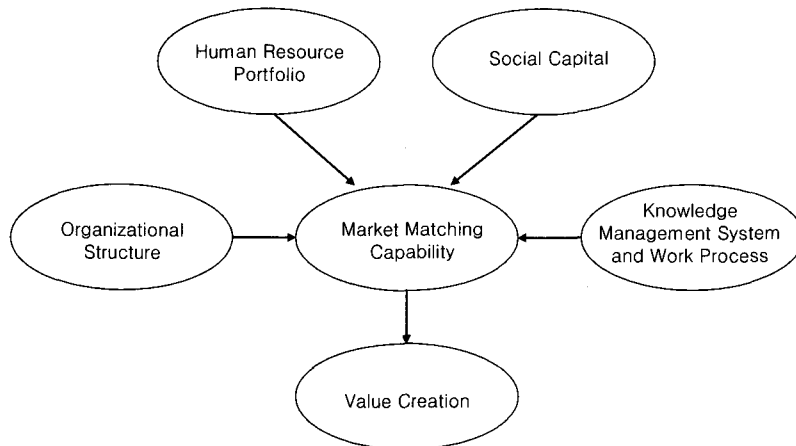 Human Resource
Portfolio
Social Capital
Organizational
Structure
Market Matching
Capability
Knowledge
Management System
and Work Process
Value Creation